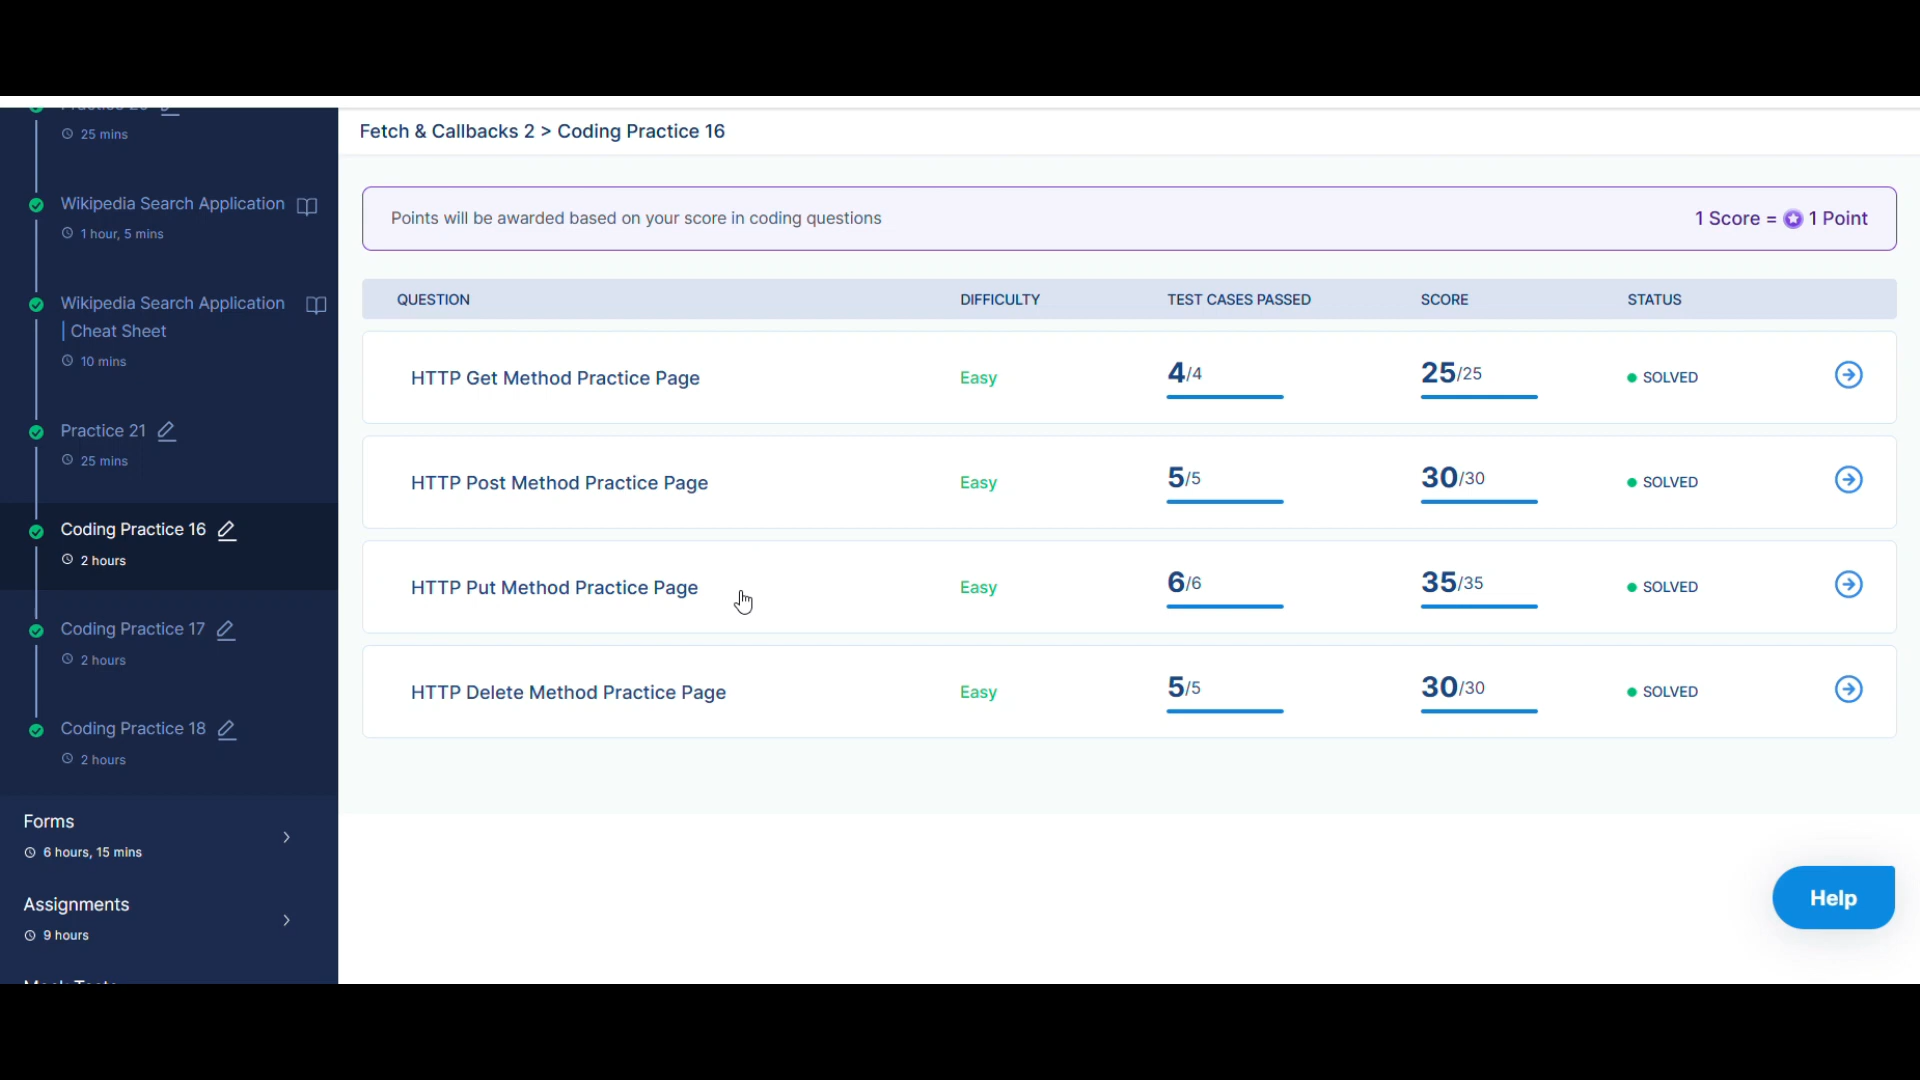 25 mins
Wikipedia Search Application
1 hour, 5 mins
Wikipedia Search Application
| Cheat Sheet
10 mins
Practice 21
25 mins
Coding Practice 16
2 hours
Coding Practice 17
2 hours
Coding Practice 18
2 hours
Forms
6 hours, 15 mins
Assignments
9 hours
Fetch & Callbacks 2 > Coding Practice 16
Points will be awarded based on your score in coding questions 1 Score = 1 Point
QUESTION DIFFICULTY TEST CASES PASSED SCORE STATUS
HTTP Get Method Practice Page Easy 4/4 25/25 SOLVED
HTTP Post Method Practice Page Easy 5/5 30/30 SOLVED
HTTP Put Method Practice Page Easy 6/6 35/35 SOLVED
HTTP Delete Method Practice Page Easy 5/5 30/30 SOLVED
Help